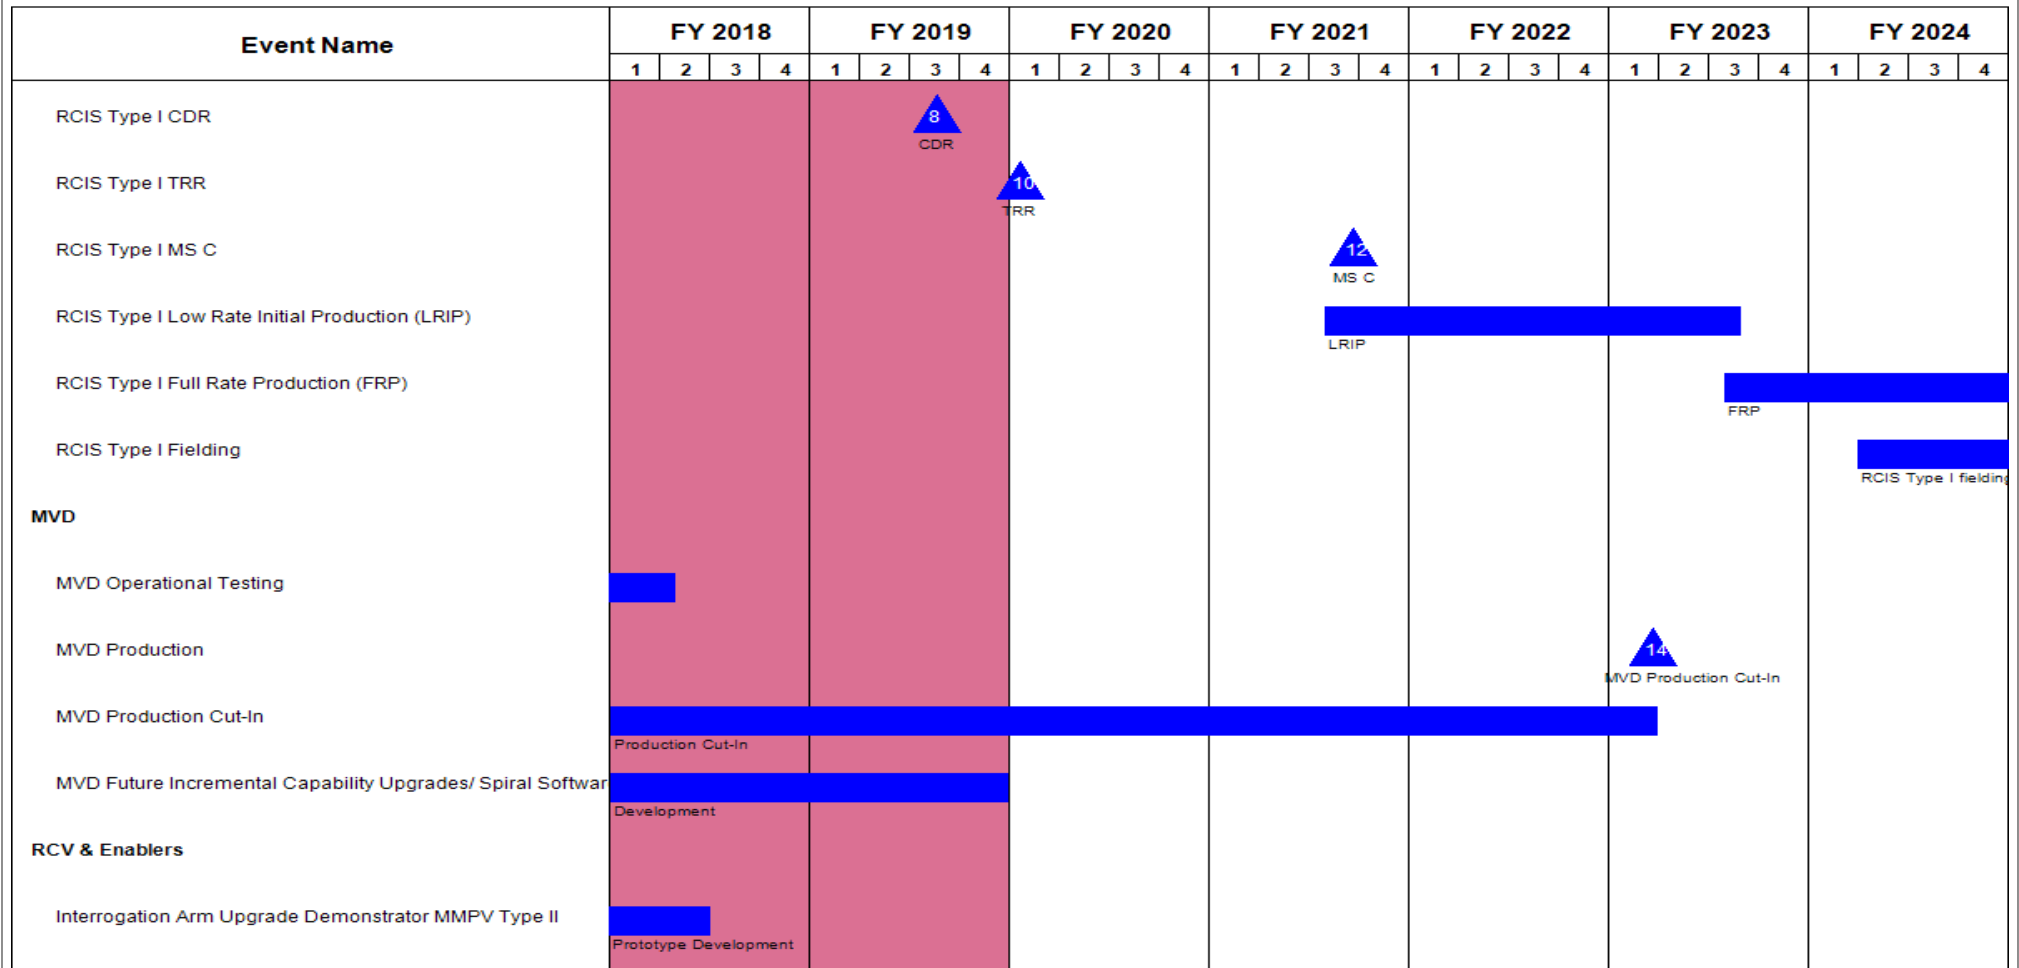 Event Name
FY 2018 FY 2019 FY 2020 FY 2021 FY 2022 FY 2023 FY 2024
1 2 3 4 1 2 3 4 1 2 3 4 1 2 3 4 1 2 3 4 1 2 3 4 1 2 3 4
RCIS Type I CDR
8
CDR
RCIS Type I TRR
10
TRR
RCIS Type I MS C
12
MS C
RCIS Type I Low Rate Initial Production (LRIP)
LRIP
RCIS Type I Full Rate Production (FRP)
FRP
RCIS Type I Fielding
RCIS Type I fielding
MVD
MVD Operational Testing
MVD Production
14
MVD Production Cut-In
MVD Production Cut-In
Production Cut-In
MVD Future Incremental Capability Upgrades/ Spiral Softwar
Development
RCV & Enablers
Interrogation Arm Upgrade Demonstrator MMPV Type II
Prototype Development